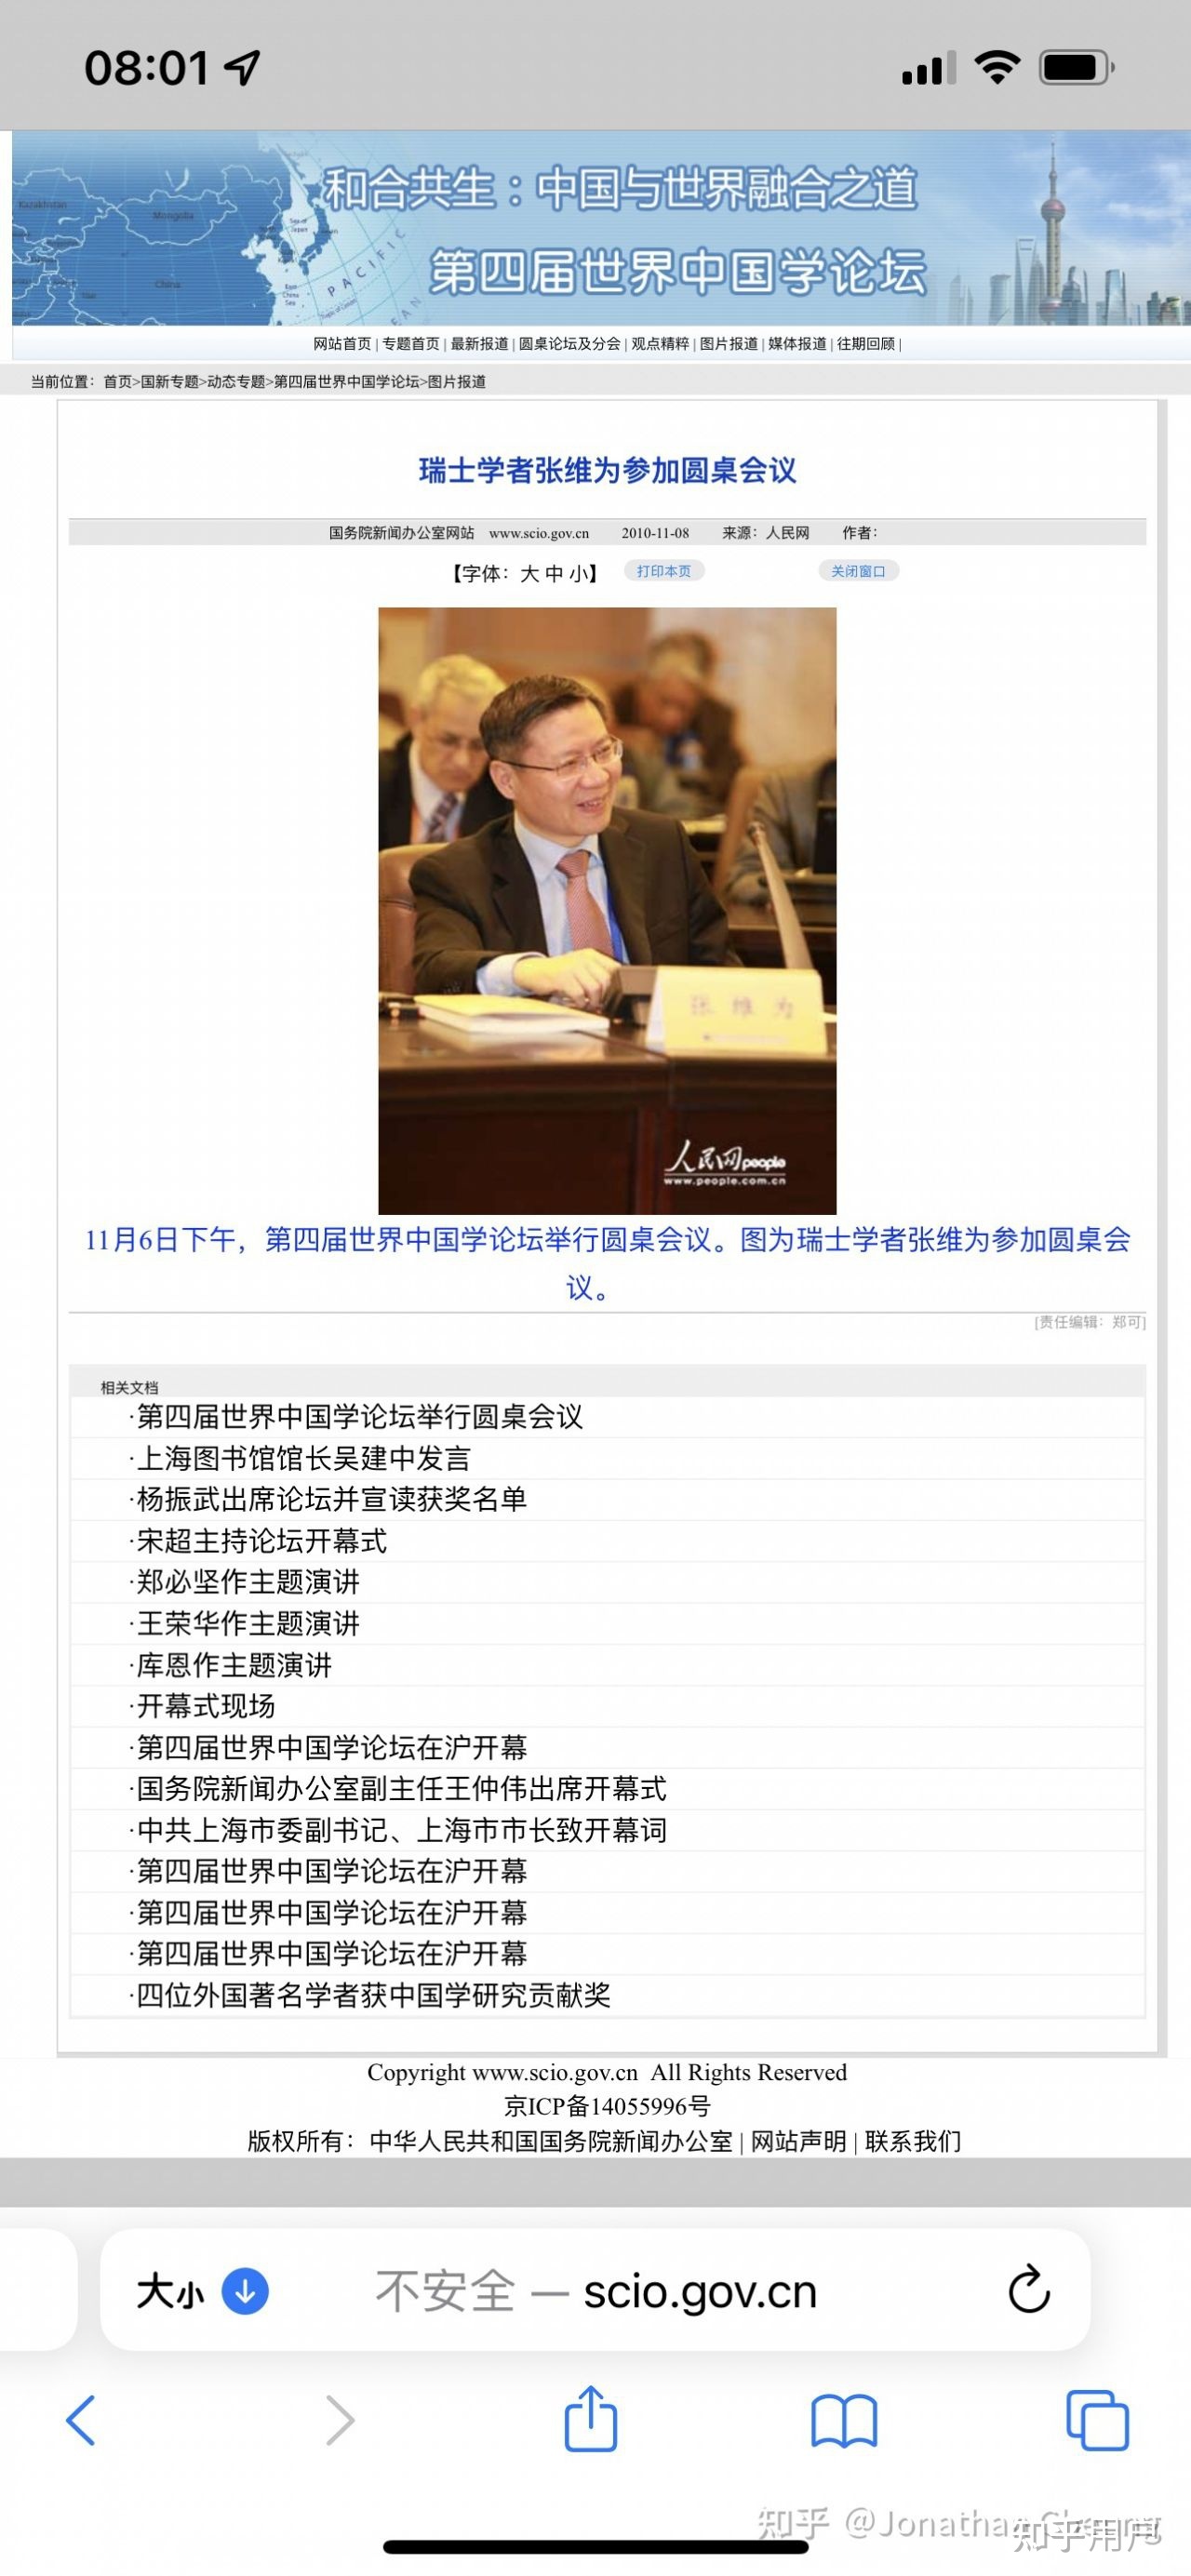 08:01
Kazakhstan
Mongolia
China
Sea of Japan
East China Sea
PACIFIC
和合共生：中国与世界融合之道
第四届世界中国学论坛
网站首页 | 专题首页 | 最新报道 | 圆桌论坛及分会 | 观点精粹 | 图片报道 | 媒体报道 | 往期回顾 |
当前位置：首页>国新专题>动态专题>第四届世界中国学论坛>图片报道
瑞士学者张维为参加圆桌会议
国务院新闻办公室网站 www.scio.gov.cn 2010-11-08 来源：人民网 作者：
【字体：大 中 小】 打印本页 关闭窗口
张 维 为
人民网 people
www.people.com.cn
11月6日下午，第四届世界中国学论坛举行圆桌会议。图为瑞士学者张维为参加圆桌会
议。
[责任编辑：郑可]
相关文档
·第四届世界中国学论坛举行圆桌会议
·上海图书馆馆长吴建中发言
·杨振武出席论坛并宣读获奖名单
·宋超主持论坛开幕式
·郑必坚作主题演讲
·王荣华作主题演讲
·库恩作主题演讲
·开幕式现场
·第四届世界中国学论坛在沪开幕
·国务院新闻办公室副主任王仲伟出席开幕式
·中共上海市委副书记、上海市市长致开幕词
·第四届世界中国学论坛在沪开幕
·第四届世界中国学论坛在沪开幕
·第四届世界中国学论坛在沪开幕
·四位外国著名学者获中国学研究贡献奖
Copyright www.scio.gov.cn All Rights Reserved
京ICP备14055996号
版权所有：中华人民共和国国务院新闻办公室 | 网站声明 | 联系我们
大小 不安全 — scio.gov.cn
知乎 @Jonathan
知乎用户